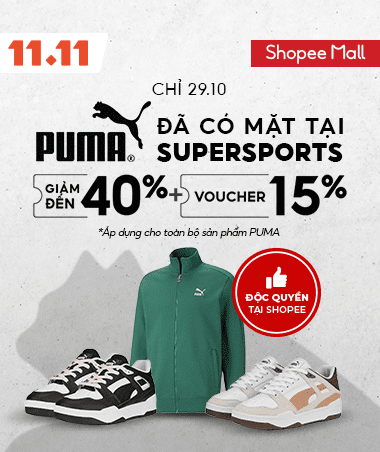 11.11
Shopee Mall
CHỈ 29.10
PUMA®
ĐÃ CÓ MẶT TẠI
SUPERSPORTS
GIẢM
ĐẾN
40%
+
VOUCHER
15%
*Áp dụng cho toàn bộ sản phẩm PUMA
ĐỘC QUYỀN
TẠI SHOPEE